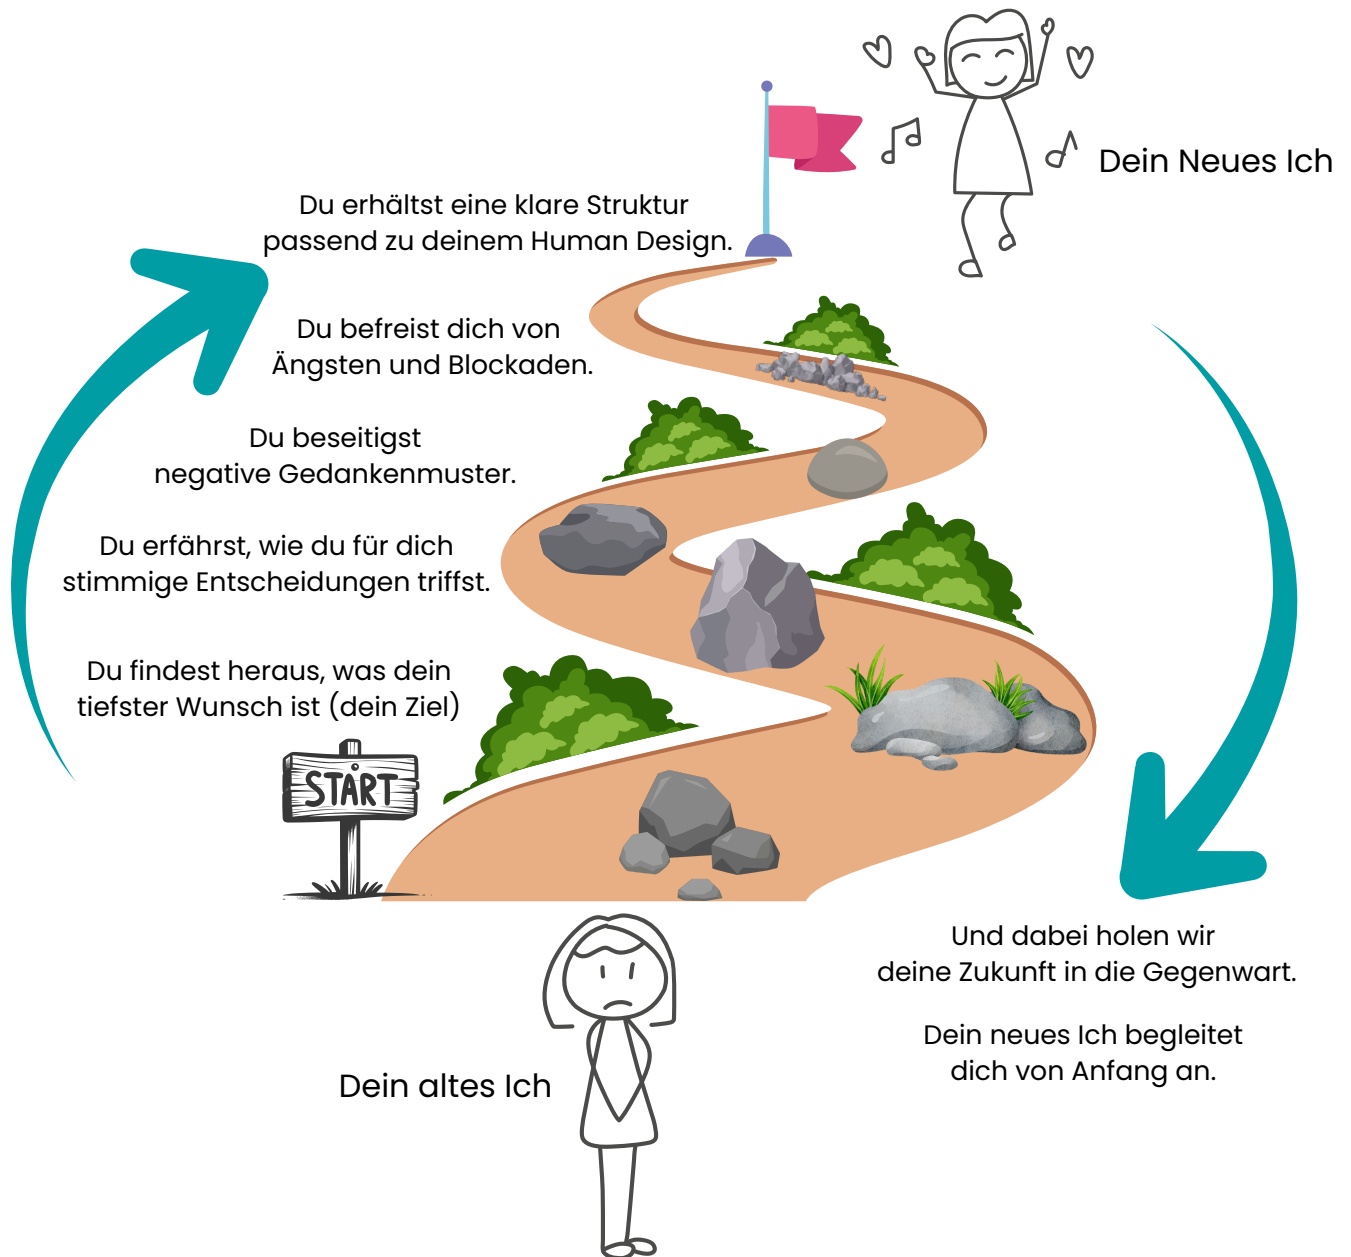 Dein Neues Ich
Du erhältst eine klare Struktur
passend zu deinem Human Design.
Du befreist dich von
Ängsten und Blockaden.
Du beseitigst
negative Gedankenmuster.
Du erfährst, wie du für dich
stimmige Entscheidungen triffst.
Du findest heraus, was dein
tiefster Wunsch ist (dein Ziel)
START
Und dabei holen wir
deine Zukunft in die Gegenwart.
Dein neues Ich begleitet
dich von Anfang an.
Dein altes Ich